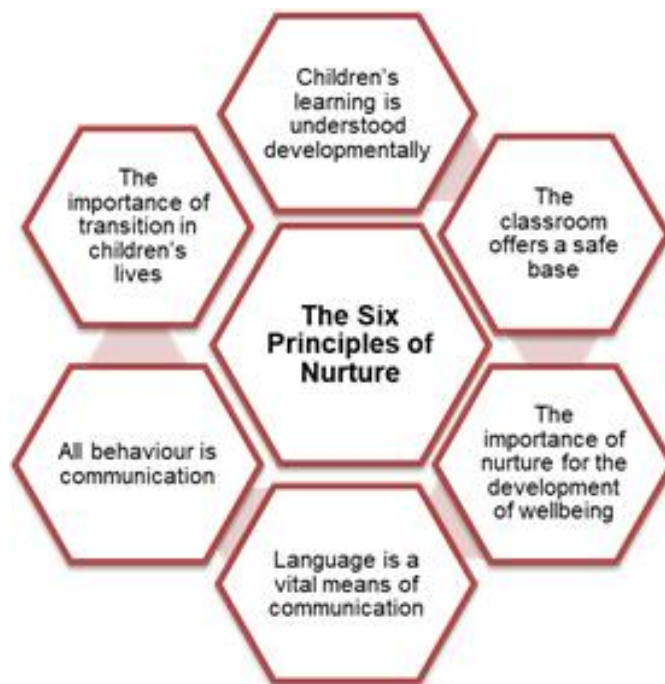 Children's
learning is
understood
developmentally
The
classroom
offers a safe
base
The
importance of
nurture for the
development
of wellbeing
Language is a
vital means of
communication
All behaviour is
communication
The
importance of
transition in
children's
lives
The Six
Principles of
Nurture